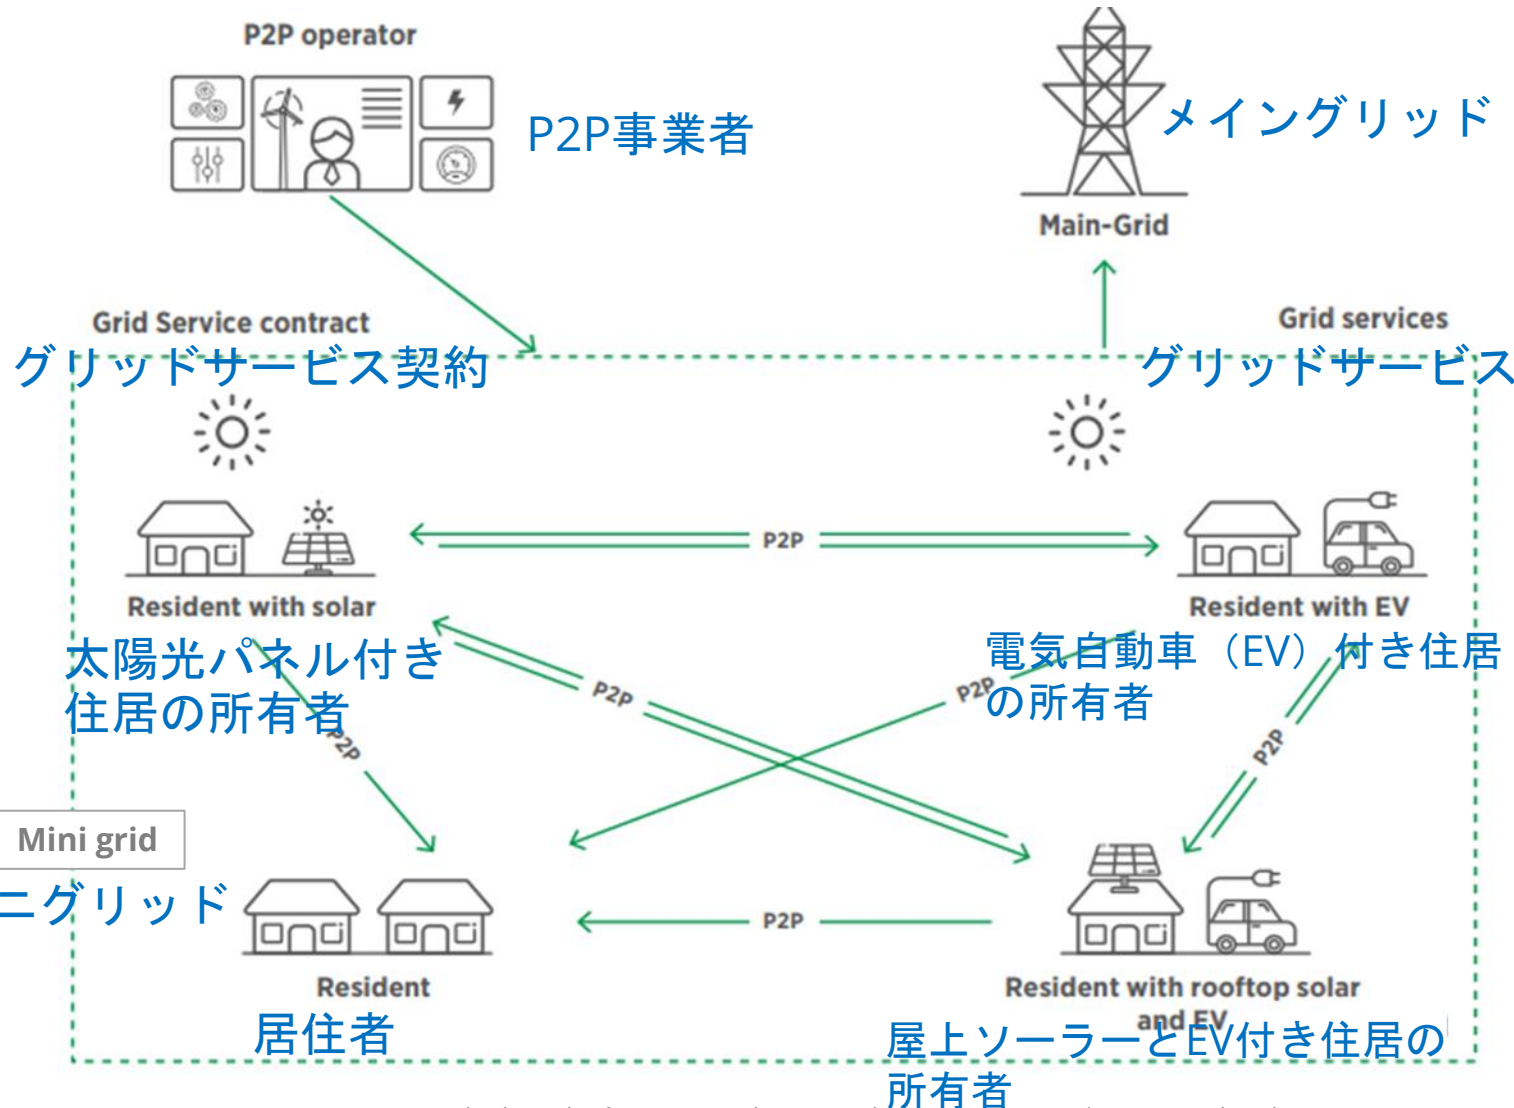 P2P operator
P2P事業者
メイングリッド
Main-Grid
Grid Service contract
グリッドサービス契約
Grid services
グリッドサービス
P2P
Resident with solar
太陽光パネル付き
住居の所有者
Resident with EV
電気自動車（EV）付き住居
の所有者
P2P
P2P
P2P
P2P
Mini grid
ニグリッド
P2P
Resident
居住者
Resident with rooftop solar
and EV
屋上ソーラーとEV付き住居の
所有者